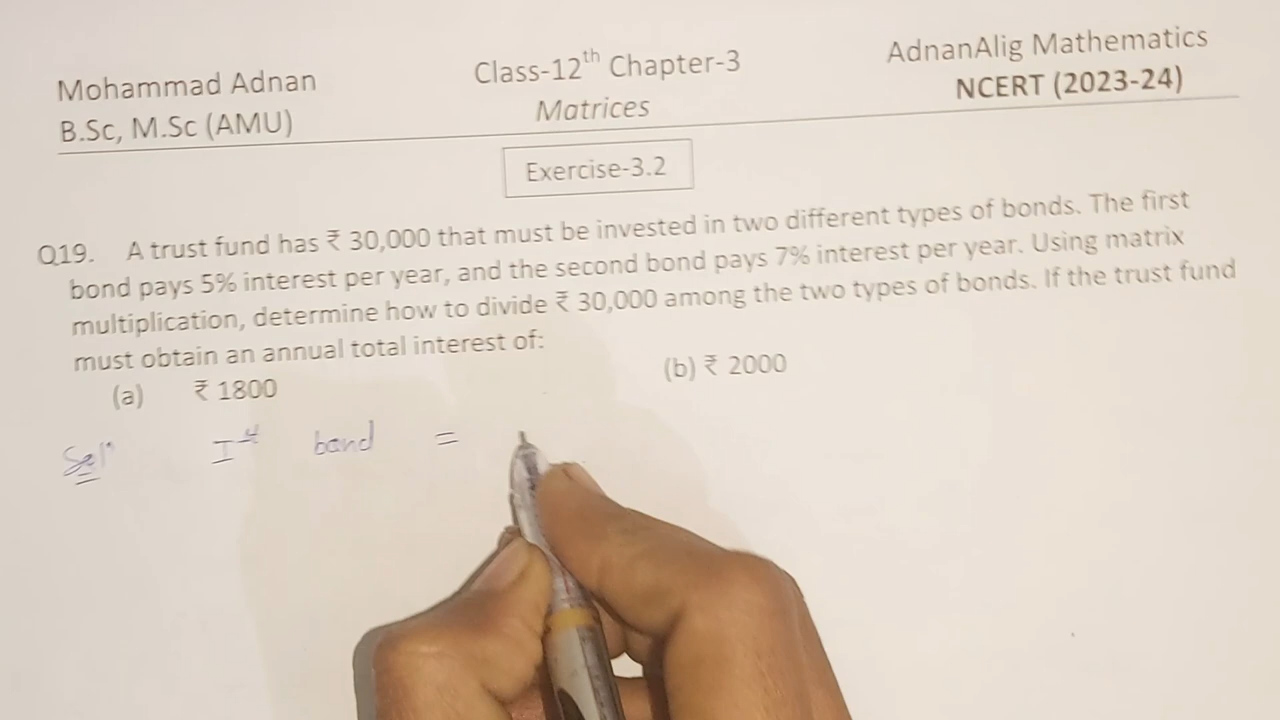 Mohammad Adnan
B.Sc, M.Sc (AMU)
Class-12th Chapter-3
Matrices
AdnanAlig Mathematics
NCERT (2023-24)
Exercise-3.2
Q19. A trust fund has ₹ 30,000 that must be invested in two different types of bonds. The first
bond pays 5% interest per year, and the second bond pays 7% interest per year. Using matrix
multiplication, determine how to divide ₹ 30,000 among the two types of bonds. If the trust fund
must obtain an annual total interest of:
(a) ₹ 1800 (b) ₹ 2000
Solⁿ Ist band =